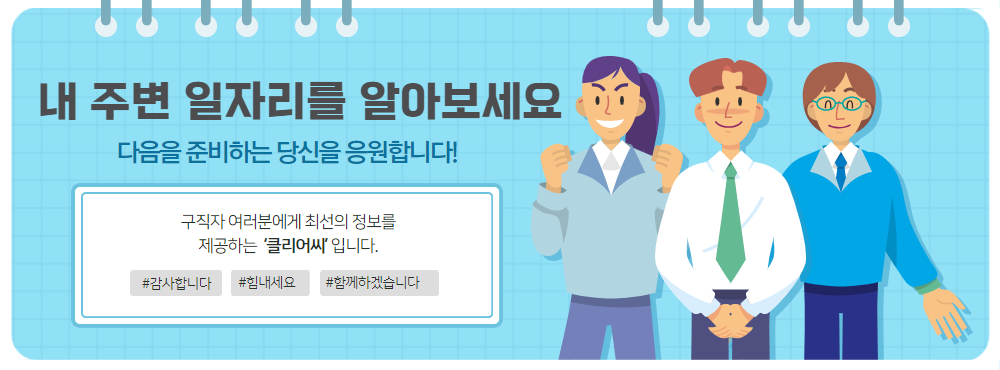 내 주변 일자리를 알아보세요
다음을 준비하는 당신을 응원합니다!
구직자 여러분에게 최선의 정보를
제공하는 '클리어씨' 입니다.
#감사합니다 #힘내세요 #함께하겠습니다